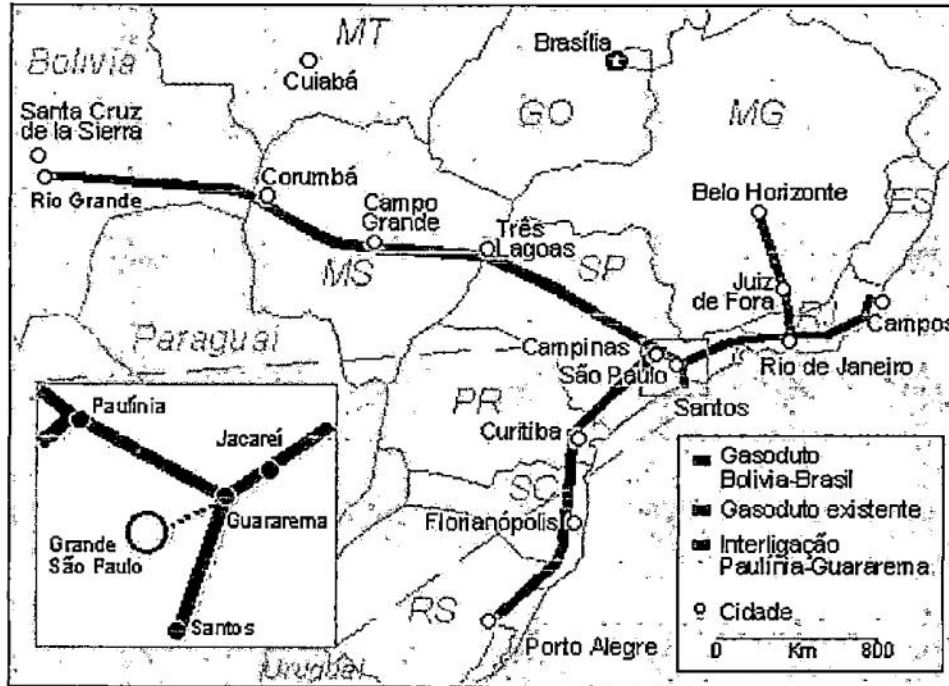 MT
Brasília
Bolivia
Cuiabá
GO
MG
Santa Cruz
de la Sierra
Corumbá
Rio Grande
Campo
Grande
Três
Lagoas
Belo Horizonte
ES
MS
SP
Juiz
de Fora
RJ
Campos
Paraguai
Campinas
São Paulo
Rio de Janeiro
Santos
PR
Curitiba
SC
Florianópolis
RS
Porto Alegre
Uruguai
Paulínia
Jacareí
Guararema
Grande
São Paulo
Santos
Gasoduto
Bolivia-Brasil
Gasoduto existente
Interligação
Paulínia-Guararema
Cidade
0 Km 800